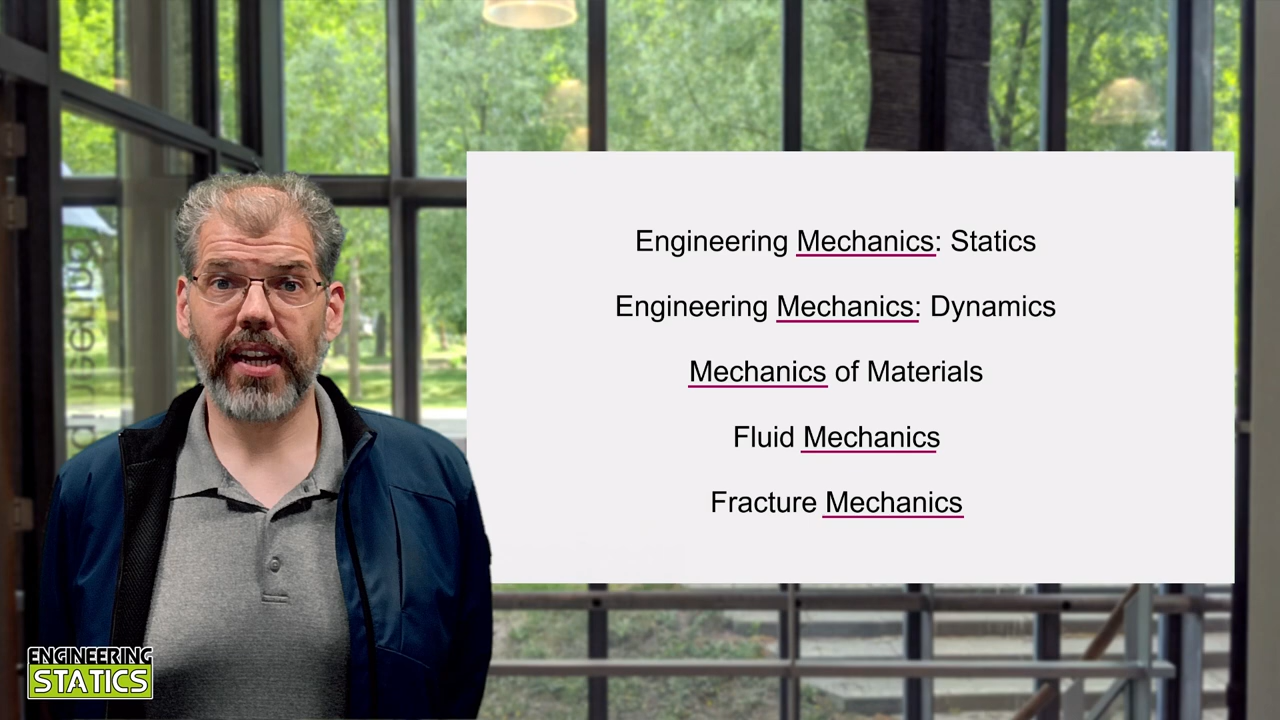 Engineering Mechanics: Statics
Engineering Mechanics: Dynamics
Mechanics of Materials
Fluid Mechanics
Fracture Mechanics
ENGINEERING
STATICS